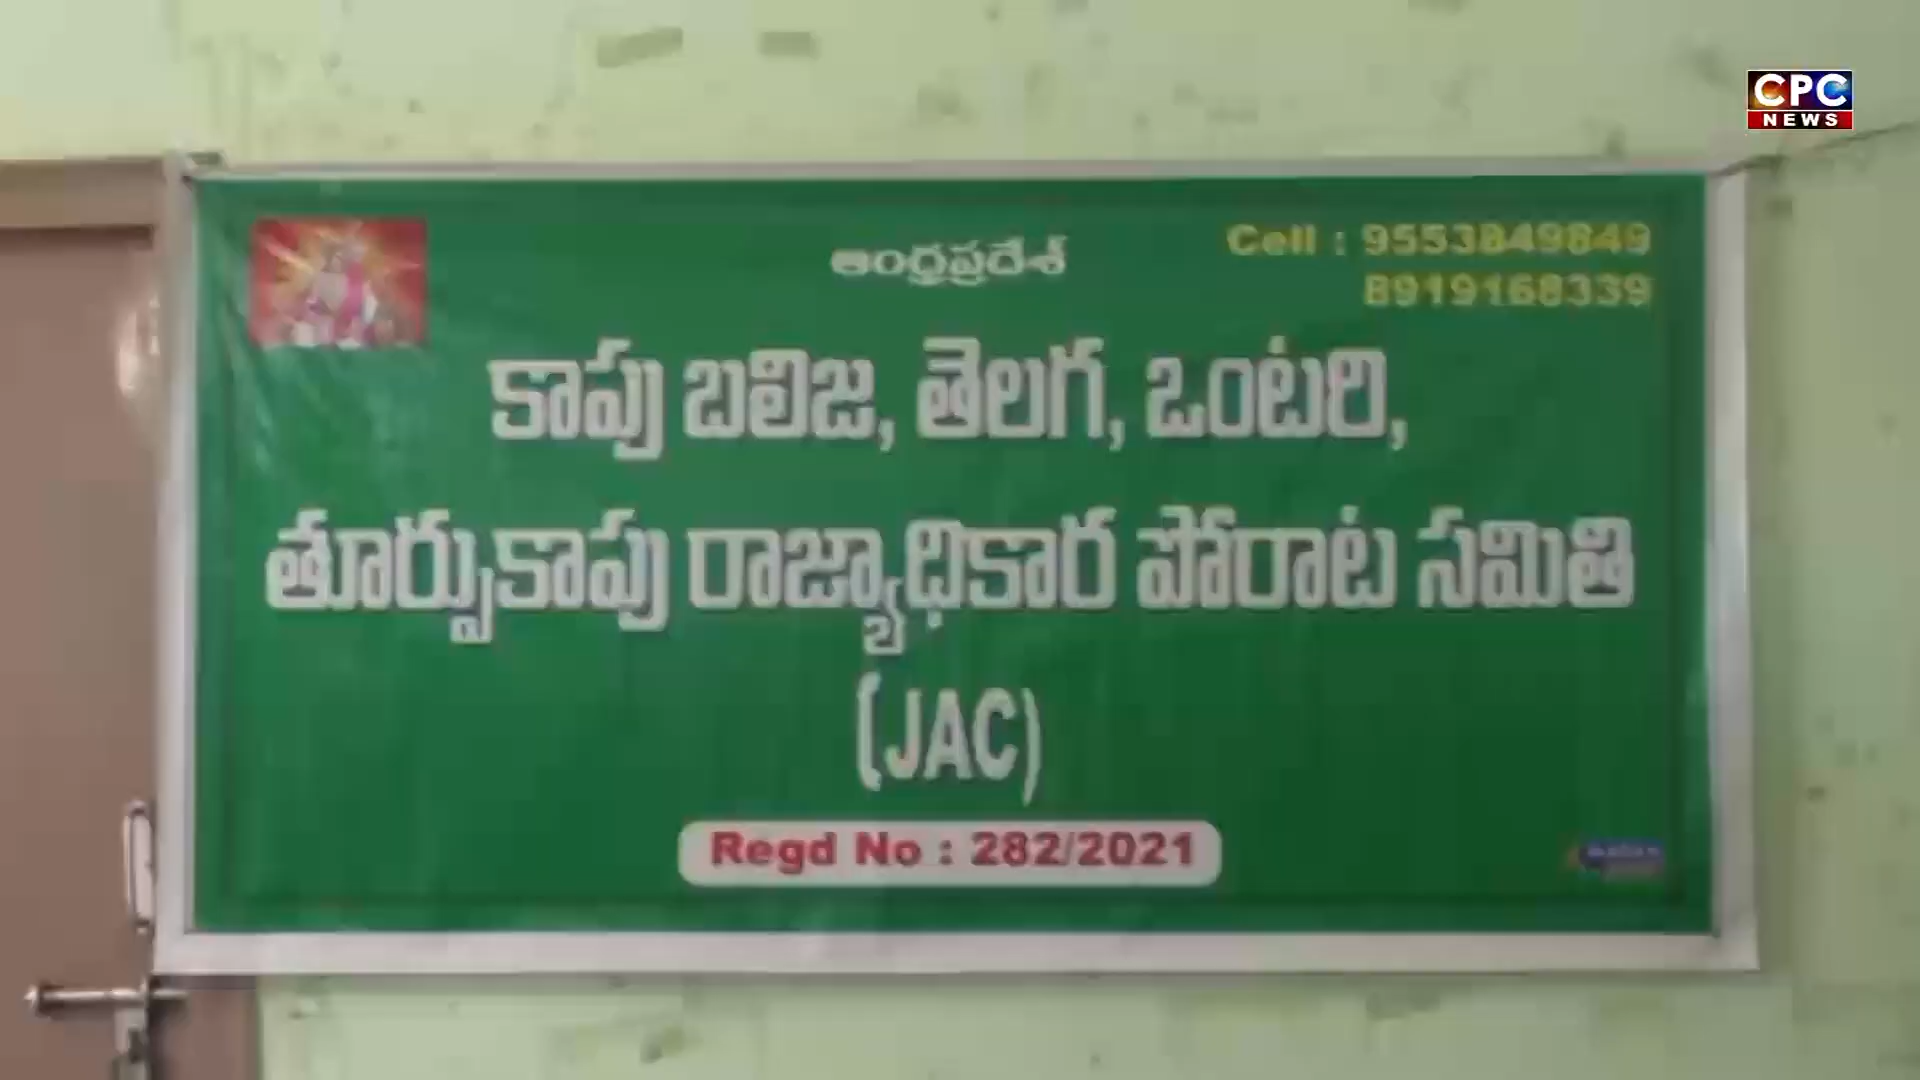 CPC
NEWS
ఆంధ్రప్రదేశ్
Cell : 9553849849
8919168339
కాపు బలిజ, తెలగ, ఒంటరి,
తూర్పుకాపు రాజ్యాధికార పోరాట సమితి
(JAC)
Regd No : 282/2021